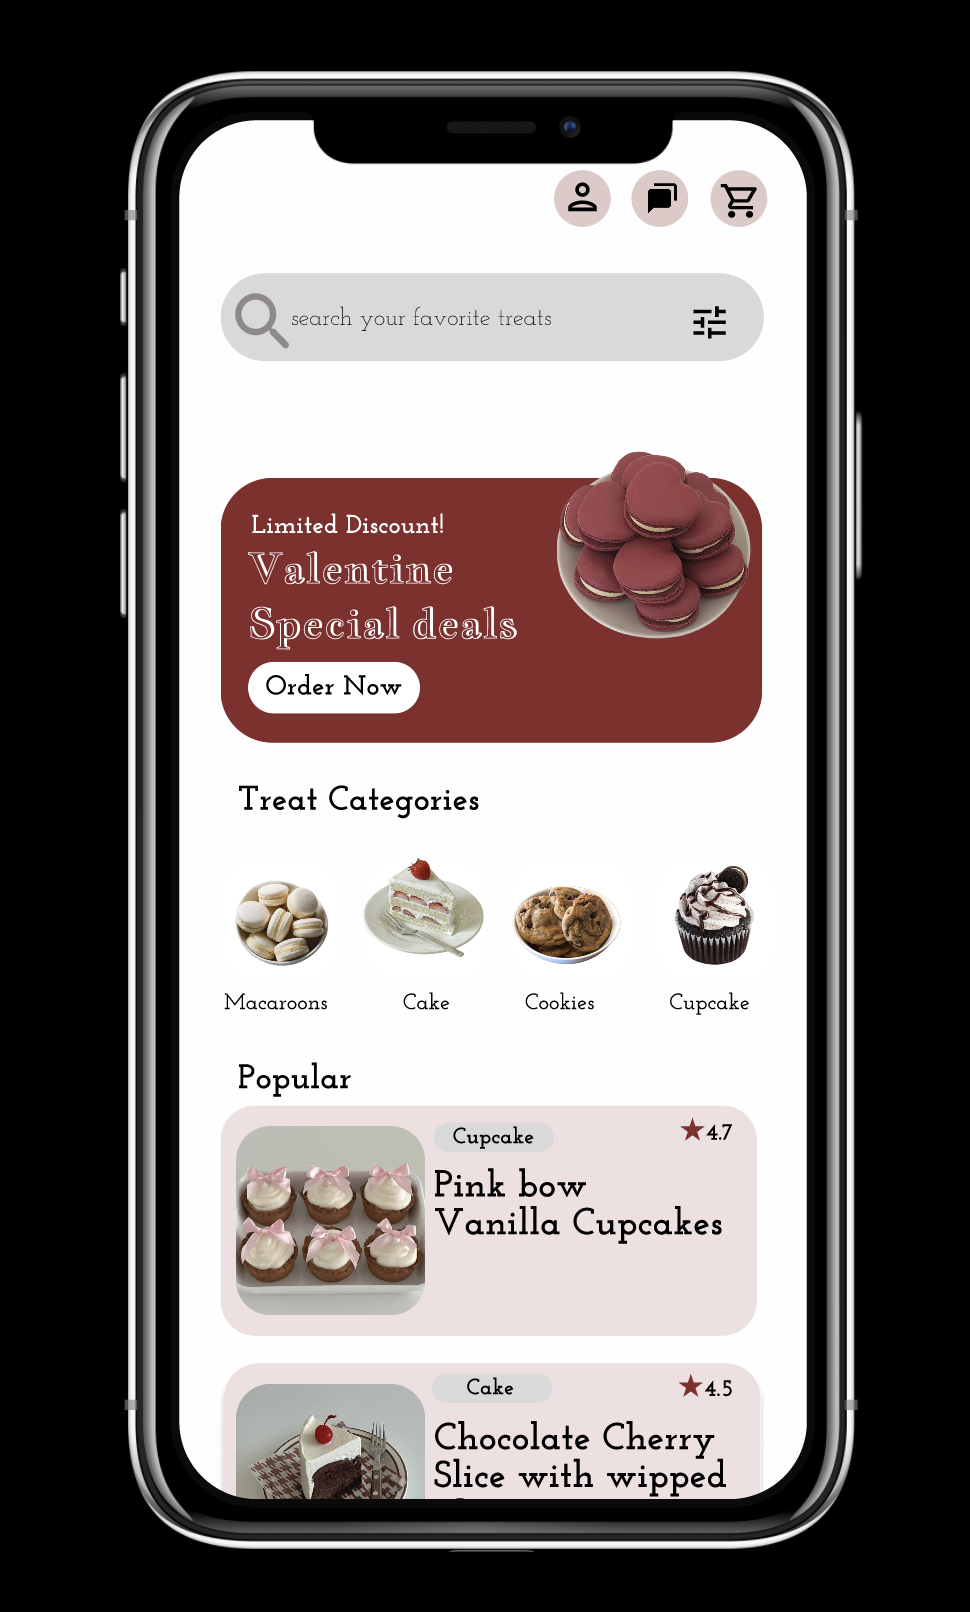 search your favorite treats
Limited Discount!
Valentine
Special deals
Order Now
Treat Categories
Macaroons
Cake
Cookies
Cupcake
Popular
Cupcake
★4.7
Pink bow
Vanilla Cupcakes
Cake
★4.5
Chocolate Cherry
Slice with wipped